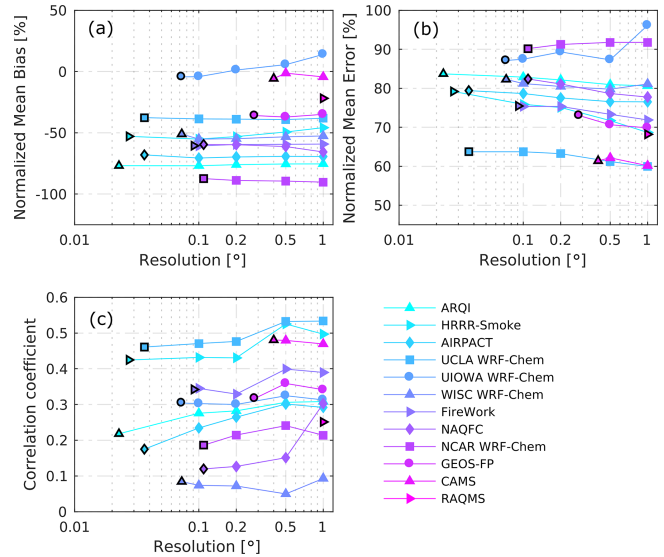 (a)
Normalized Mean Bias [%]
50
0
-50
-100
0.01
0.1
0.2
0.5
1
Resolution [°]
(b)
Normalized Mean Error [%]
100
90
80
70
60
50
0.01
0.1
0.2
0.5
1
Resolution [°]
(c)
Correlation coefficient
0.6
0.5
0.4
0.3
0.2
0.1
0
0.01
0.1
0.2
0.5
1
Resolution [°]
ARQI
HRRR-Smoke
AIRPACT
UCLA WRF-Chem
UIOWA WRF-Chem
WISC WRF-Chem
FireWork
NAQFC
NCAR WRF-Chem
GEOS-FP
CAMS
RAQMS